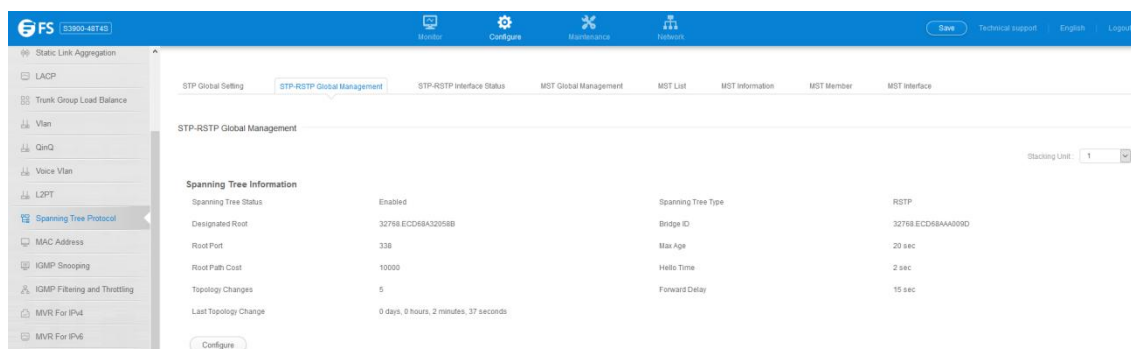 FS S3900-48T4S
Monitor Configure Maintenance Network
Save Technical support English Logout
Static Link Aggregation
LACP
Trunk Group Load Balance
Vlan
QinQ
Voice Vlan
L2PT
Spanning Tree Protocol
MAC Address
IGMP Snooping
IGMP Filtering and Throttling
MVR For IPv4
MVR For IPv6
STP Global Setting STP-RSTP Global Management STP-RSTP Interface Status MST Global Management MST List MST Information MST Member MST Interface
STP-RSTP Global Management
Stacking Unit : 1
Spanning Tree Information
Spanning Tree Status Enabled Spanning Tree Type RSTP
Designated Root 32768.ECD68A32058B Bridge ID 32768.ECD68AAA009D
Root Port 338 Max Age 20 sec
Root Path Cost 10000 Hello Time 2 sec
Topology Changes 5 Forward Delay 15 sec
Last Topology Change 0 days, 0 hours, 2 minutes, 37 seconds
Configure